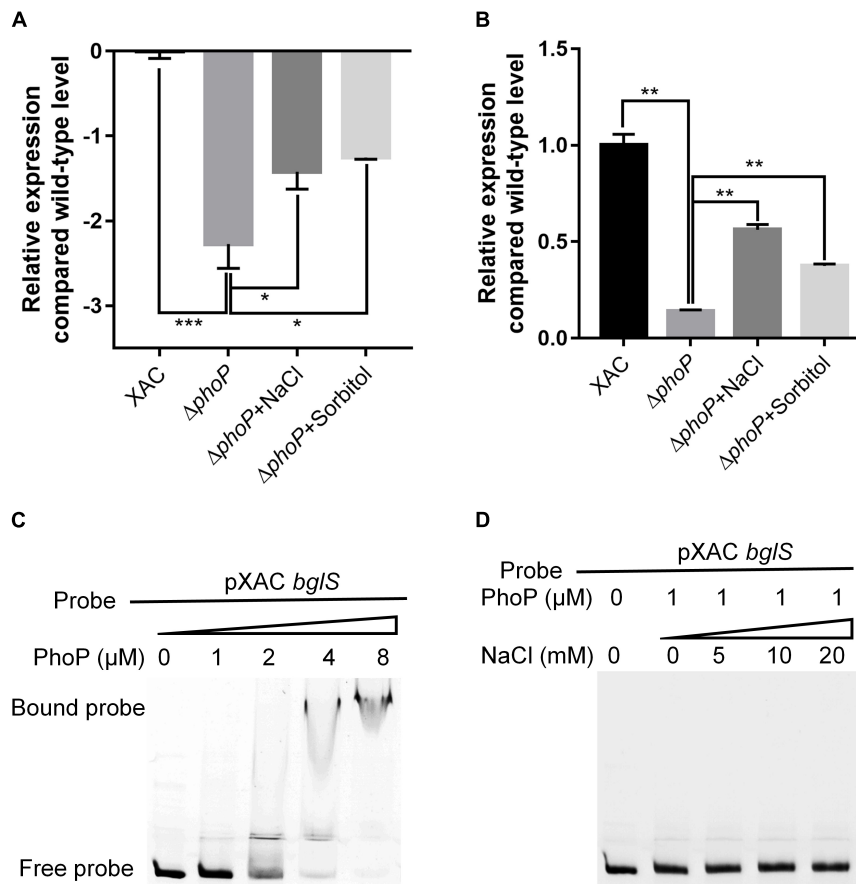 A
Relative expression
compared wild-type level
0
-1
-2
-3
***
*
*
XAC
ΔphoP
ΔphoP+NaCl
ΔphoP+Sorbitol
B
Relative expression
compared wild-type level
1.5
1.0
0.5
0.0
**
**
**
XAC
ΔphoP
ΔphoP+NaCl
ΔphoP+Sorbitol
C
pXAC bglS
Probe
PhoP (µM) 0 1 2 4 8
Bound probe
Free probe
D
pXAC bglS
Probe
PhoP (µM) 0 1 1 1 1
NaCl (mM) 0 0 5 10 20